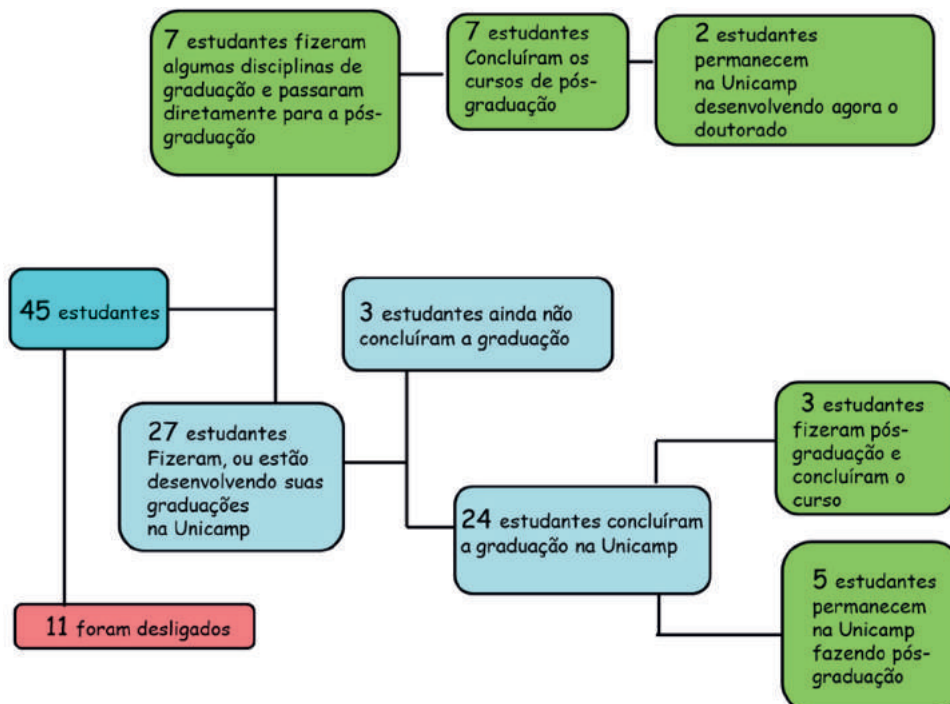 7 estudantes fizeram
algumas disciplinas de
graduação e passaram
diretamente para a pós-
graduação
7 estudantes
Concluíram os
cursos de pós-
graduação
2 estudantes
permanecem
na Unicamp
desenvolvendo agora o
doutorado
45 estudantes
3 estudantes ainda não
concluíram a graduação
27 estudantes
Fizeram, ou estão
desenvolvendo suas
graduações
na Unicamp
24 estudantes concluíram
a graduação na Unicamp
3 estudantes
fizeram pós-
graduação e
concluíram o
curso
5 estudantes
permanecem
na Unicamp
fazendo pós-
graduação
11 foram desligados